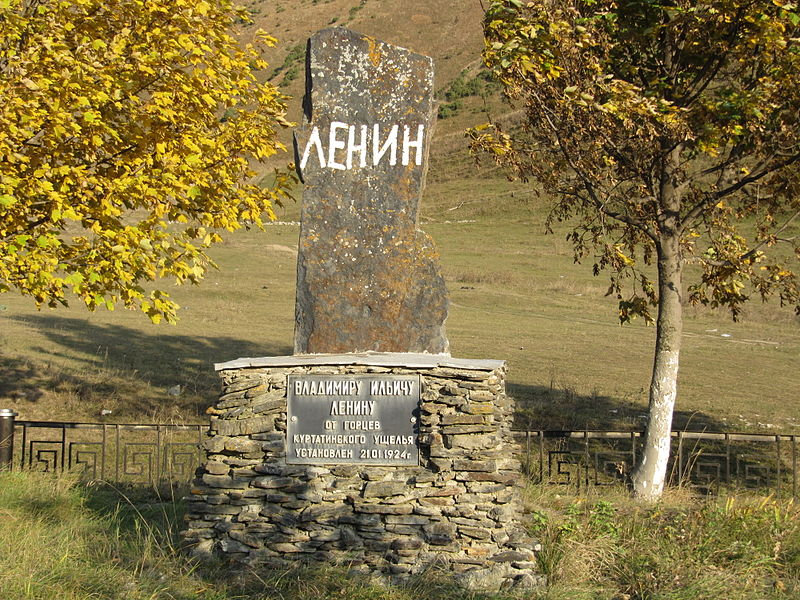 ЛЕНИН
ВЛАДИМИРУ ИЛЬИЧУ
ЛЕНИНУ
ОТ ГОРЦЕВ
КУРТАТИНСКОГО УЩЕЛЬЯ
УСТАНОВЛЕН 21.01.1924г.